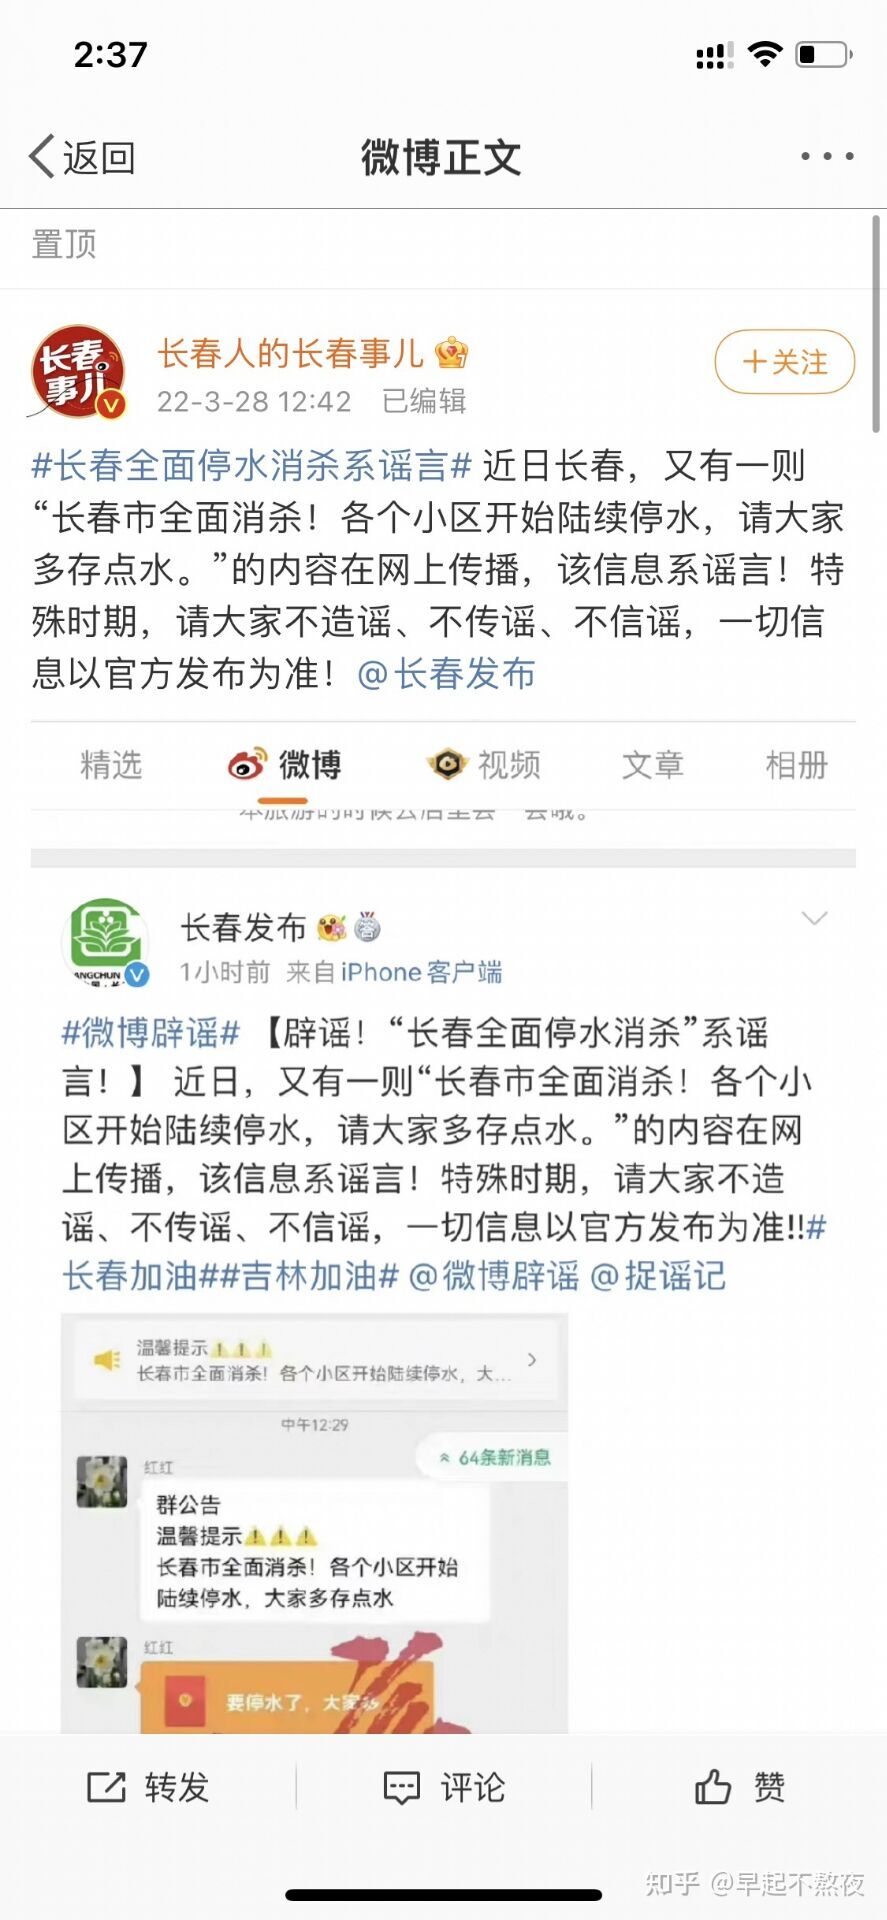 2:37
返回
微博正文
置顶
长春事儿
长春人的长春事儿
+关注
22-3-28 12:42 已编辑
#长春全面停水消杀系谣言# 近日长春，又有一则
“长春市全面消杀！各个小区开始陆续停水，请大家
多存点水。”的内容在网上传播，该信息系谣言！特
殊时期，请大家不造谣、不传谣、不信谣，一切信
息以官方发布为准！@长春发布
精选 微博 视频 文章 相册
长春发布
ANGCHUN
1小时前 来自 iPhone 客户端
#微博辟谣# 【辟谣！“长春全面停水消杀”系谣
言！】 近日，又有一则“长春市全面消杀！各个小
区开始陆续停水，请大家多存点水。”的内容在网
上传播，该信息系谣言！特殊时期，请大家不造
谣、不传谣、不信谣，一切信息以官方发布为准!!#
长春加油##吉林加油# @微博辟谣 @捉谣记
温馨提示
长春市全面消杀！各个小区开始陆续停水，大...
中午12:29
64条新消息
红红
群公告
温馨提示
长春市全面消杀！各个小区开始
陆续停水，大家多存点水
红红
要停水了，大家
转发
评论
赞
知乎 @早起不熬夜